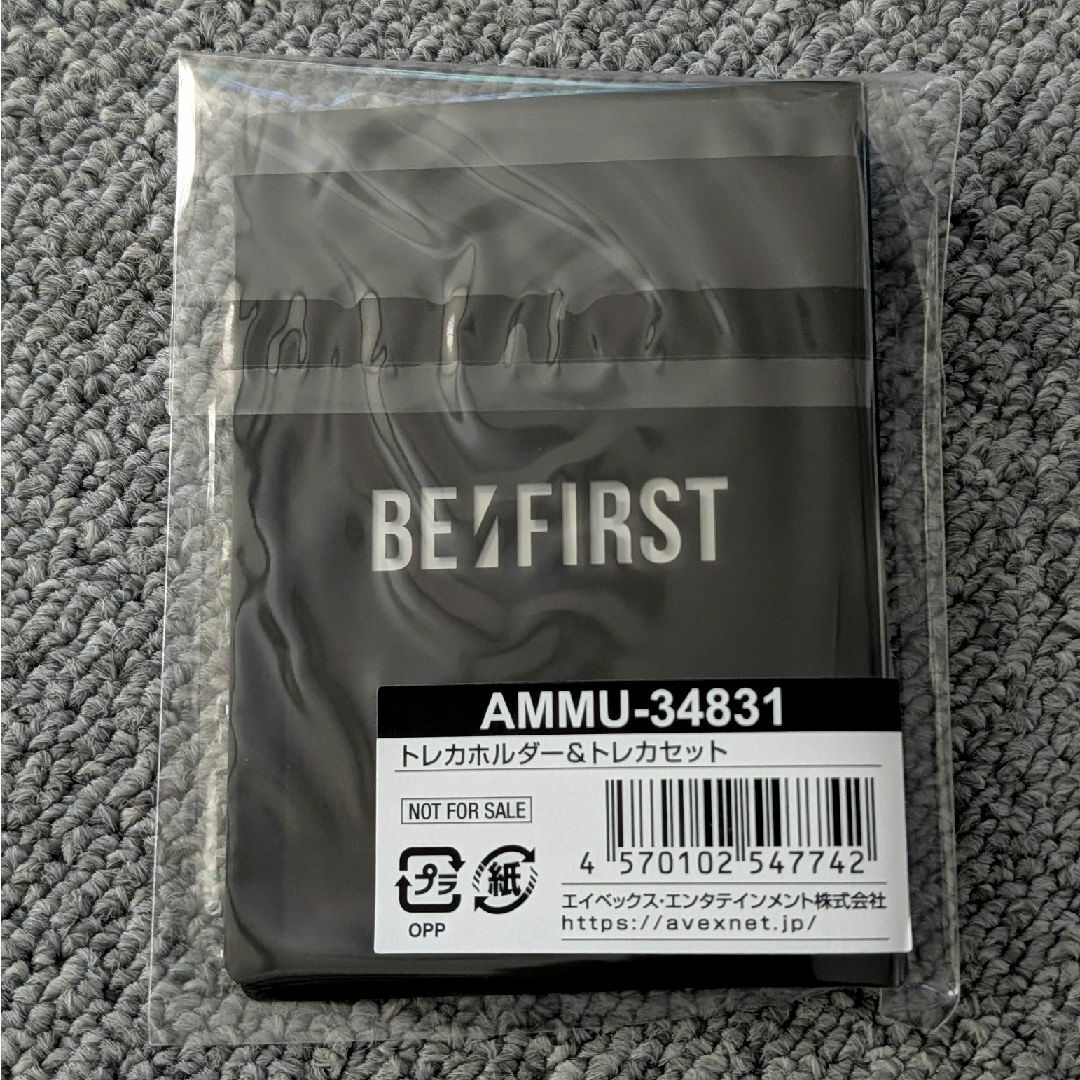 BE:FIRST
AMMU-34831
トレカホルダー&トレカセット
NOT FOR SALE
4 570102 547742
プラ 紙
OPP
エイベックス・エンタテインメント株式会社
https://avexnet.jp/